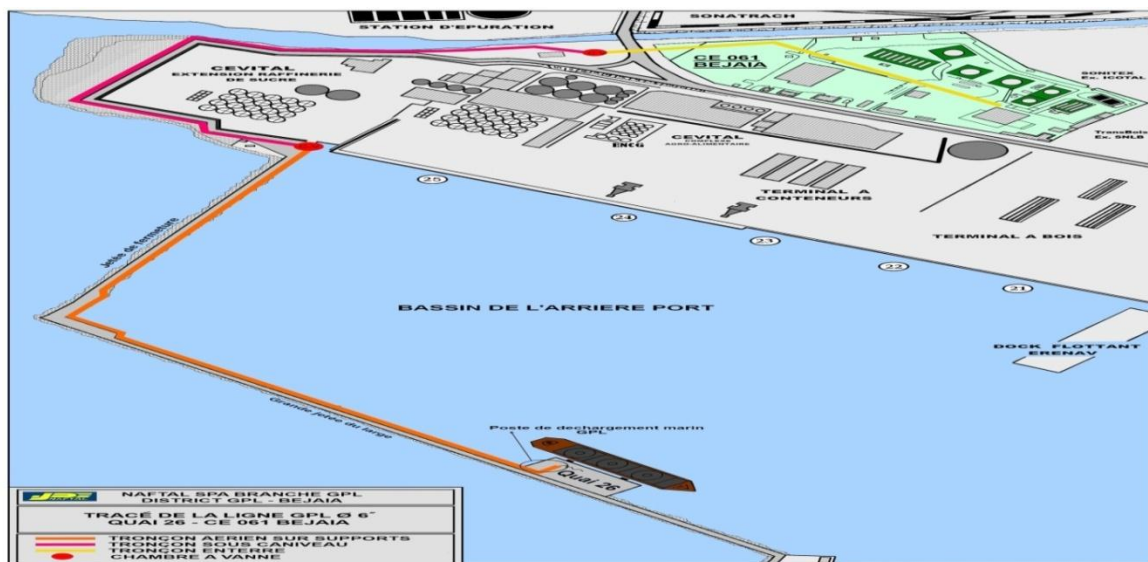 STATION D'EPURATION
SONATRACH
CEVITAL
EXTENSION RAFFINERIE
DE SUCRE
CE 061
BEJAIA
SONITEX
Ex. ICOTAL
TransBois
Ex. SNLB
ENCG
CEVITAL
COMPLEXE
AGRO-ALIMENTAIRE
TERMINAL A
CONTENEURS
TERMINAL A BOIS
25
24
23
22
21
Jetée de fermeture
BASSIN DE L'ARRIERE PORT
DOCK FLOTTANT
ERENAV
Grande jetée du large
Poste de dechargement marin
GPL
Quai 26
NAFTAL
NAFTAL SPA BRANCHE GPL
DISTRICT GPL - BEJAIA
TRACÉ DE LA LIGNE GPL Ø 6"
QUAI 26 - CE 061 BEJAIA
TRONÇON AERIEN SUR SUPPORTS
TRONÇON SOUS CANIVEAU
TRONÇON ENTERRE
CHAMBRE A VANNE